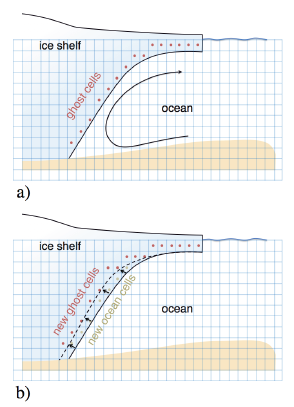 ice shelf
ghost cells
ocean
a)
ice shelf
new ghost cells
new ocean cells
ocean
b)